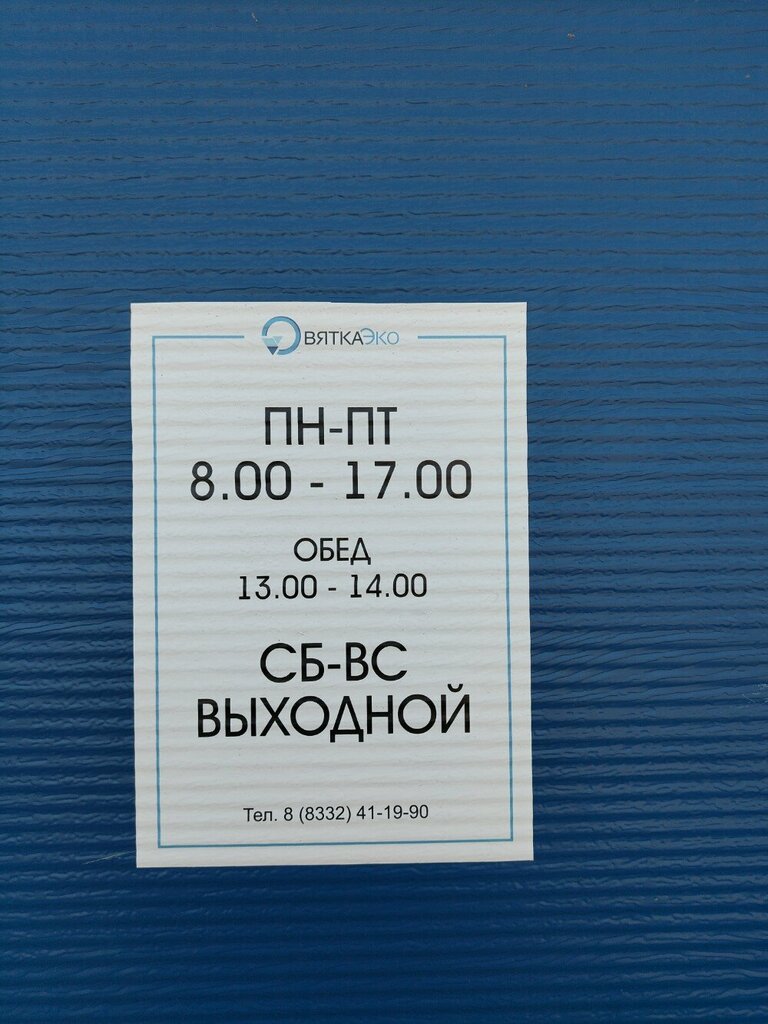 ВЯТКАЭКО
ПН-ПТ
8.00 - 17.00
ОБЕД
13.00 - 14.00
СБ-ВС
ВЫХОДНОЙ
Тел. 8 (8332) 41-19-90